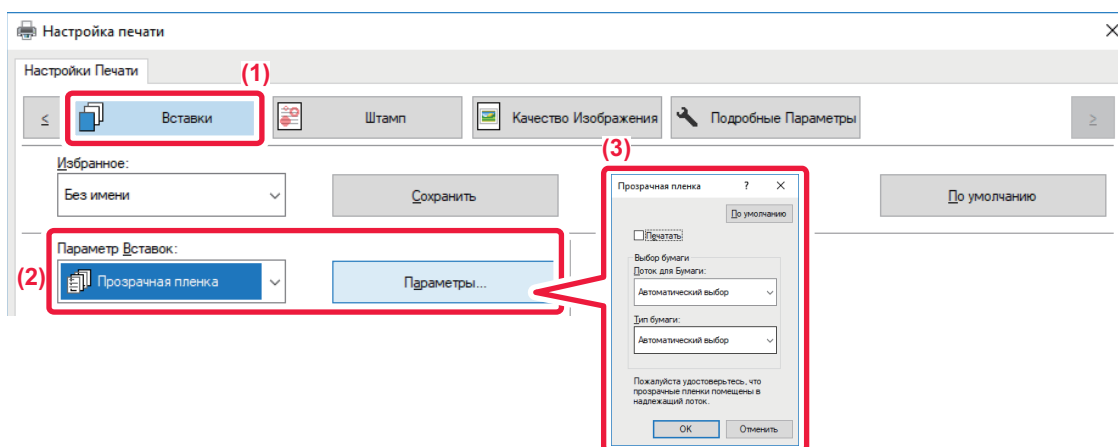 Настройка печати
Настройки Печати
(1)
<
Вставки
Штамп
Качество Изображения
Подробные Параметры
>
(3)
Избранное:
Без имени
Сохранить
По умолчанию
Параметр Вставок:
(2)
Прозрачная пленка
Параметры...
Прозрачная пленка
?
По умолчанию
Печатать
Выбор бумаги
Лоток для Бумаги:
Автоматический выбор
Тип бумаги:
Автоматический выбор
Пожалуйста удостоверьтесь, что
прозрачные пленки помещены в
надлежащий лоток.
OK
Отменить